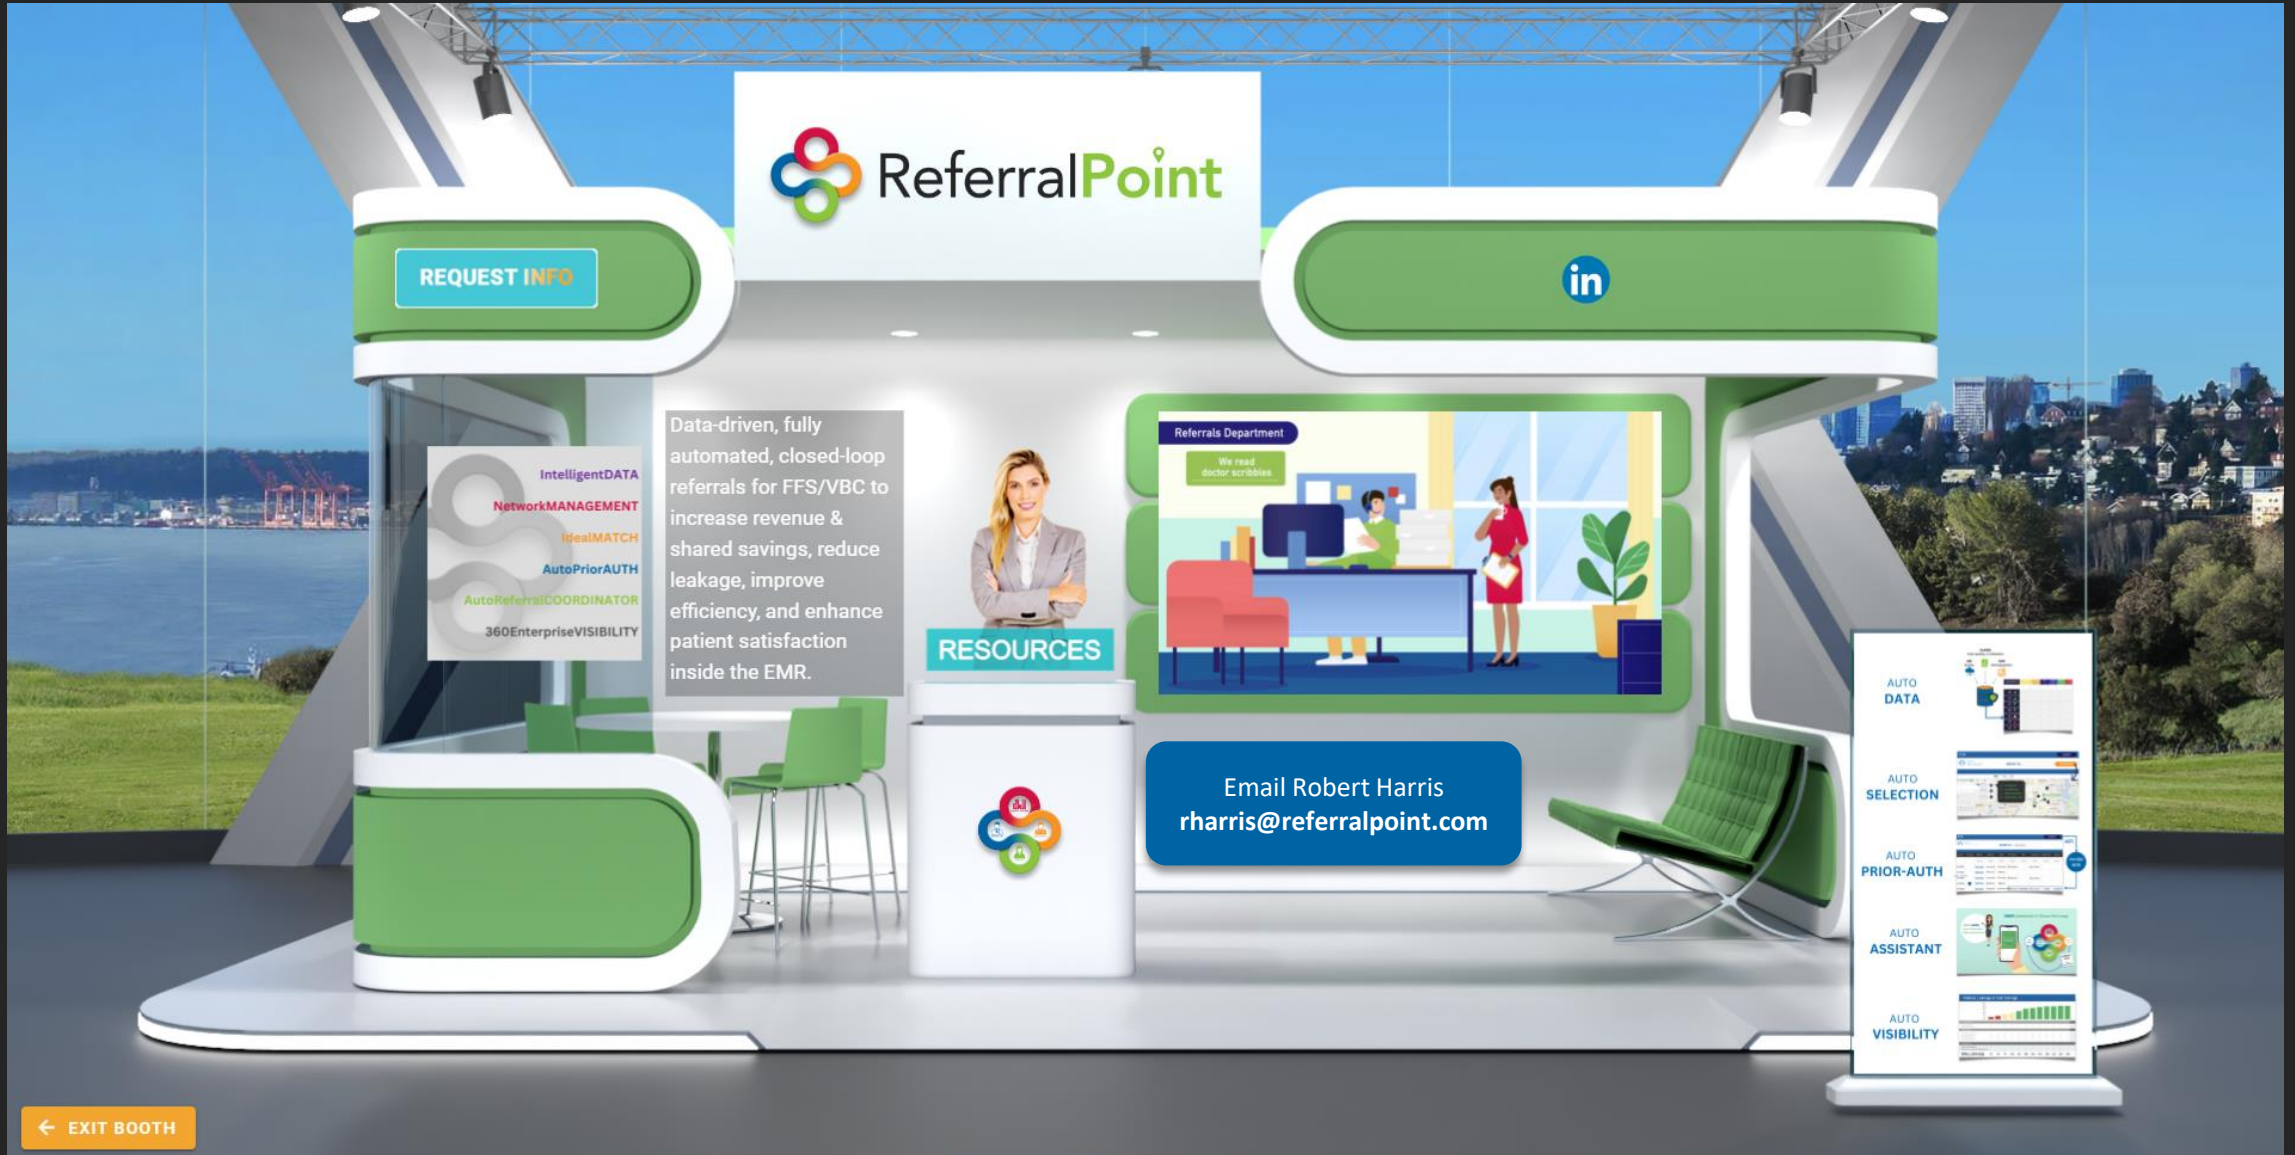 ReferralPoint
REQUEST INFO
in
IntelligentDATA
NetworkMANAGEMENT
IdealMATCH
AutoPriorAUTH
AutoReferralCOORDINATOR
360EnterpriseVISIBILITY
Data-driven, fully
automated, closed-loop
referrals for FFS/VBC to
increase revenue &
shared savings, reduce
leakage, improve
efficiency, and enhance
patient satisfaction
inside the EMR.
RESOURCES
Referrals Department
We read
doctor scribbles
Email Robert Harris
rharris@referralpoint.com
AUTO
DATA
AUTO
SELECTION
AUTO
PRIOR-AUTH
AUTO
ASSISTANT
AUTO
VISIBILITY
← EXIT BOOTH